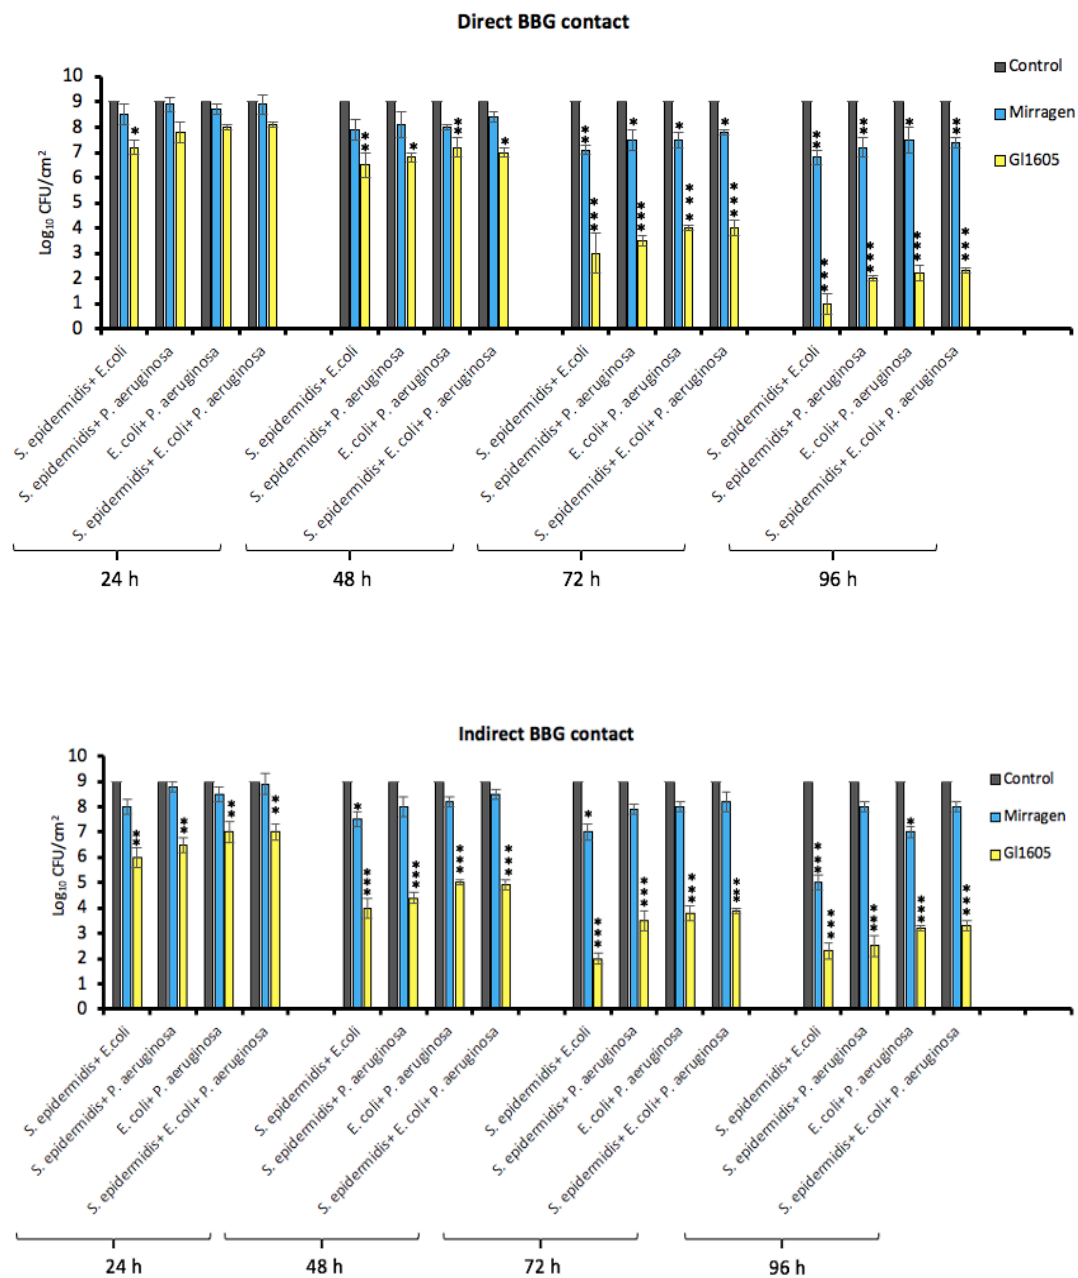 Direct BBG contact
Control
Mirragen
Gl1605
Log10 CFU/cm2
10
9
8
7
6
5
4
3
2
1
0
* ** * ** * ** *** * *** * *** * *** ** *** ** *** ** *** ** ***
S. epidermidis+ E.coli
S. epidermidis+ P. aeruginosa
E. coli+ P. aeruginosa
S. epidermidis+ E. coli+ P. aeruginosa
S. epidermidis+ E.coli
S. epidermidis+ P. aeruginosa
E. coli+ P. aeruginosa
S. epidermidis+ E. coli+ P. aeruginosa
S. epidermidis+ E.coli
S. epidermidis+ P. aeruginosa
E. coli+ P. aeruginosa
S. epidermidis+ E. coli+ P. aeruginosa
S. epidermidis+ E.coli
S. epidermidis+ P. aeruginosa
E. coli+ P. aeruginosa
S. epidermidis+ E. coli+ P. aeruginosa
24 h
48 h
72 h
96 h
Indirect BBG contact
Control
Mirragen
Gl1605
Log10 CFU/cm2
10
9
8
7
6
5
4
3
2
1
0
** ** ** ** * *** *** *** *** * *** *** *** *** *** *** *** * *** ***
S. epidermidis+ E.coli
S. epidermidis+ P. aeruginosa
E. coli+ P. aeruginosa
S. epidermidis+ E. coli+ P. aeruginosa
S. epidermidis+ E.coli
S. epidermidis+ P. aeruginosa
E. coli+ P. aeruginosa
S. epidermidis+ E. coli+ P. aeruginosa
S. epidermidis+ E.coli
S. epidermidis+ P. aeruginosa
E. coli+ P. aeruginosa
S. epidermidis+ E. coli+ P. aeruginosa
S. epidermidis+ E.coli
S. epidermidis+ P. aeruginosa
E. coli+ P. aeruginosa
S. epidermidis+ E. coli+ P. aeruginosa
24 h
48 h
72 h
96 h